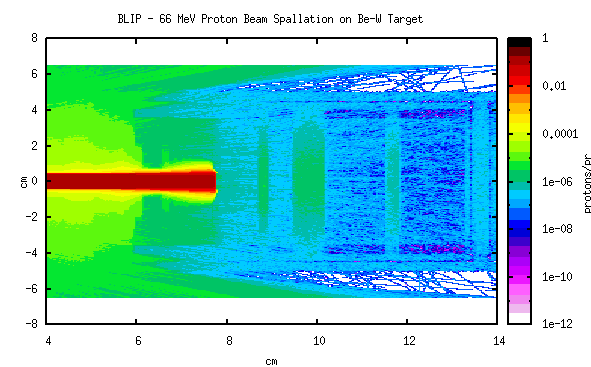 BLIP - 66 MeV Proton Beam Spallation on Be-W Target
8
6
4
2
0
-2
-4
-6
-8
cm
4
6
8
10
12
14
cm
1
0.01
0.0001
1e-06
1e-08
1e-10
1e-12
protons/pr